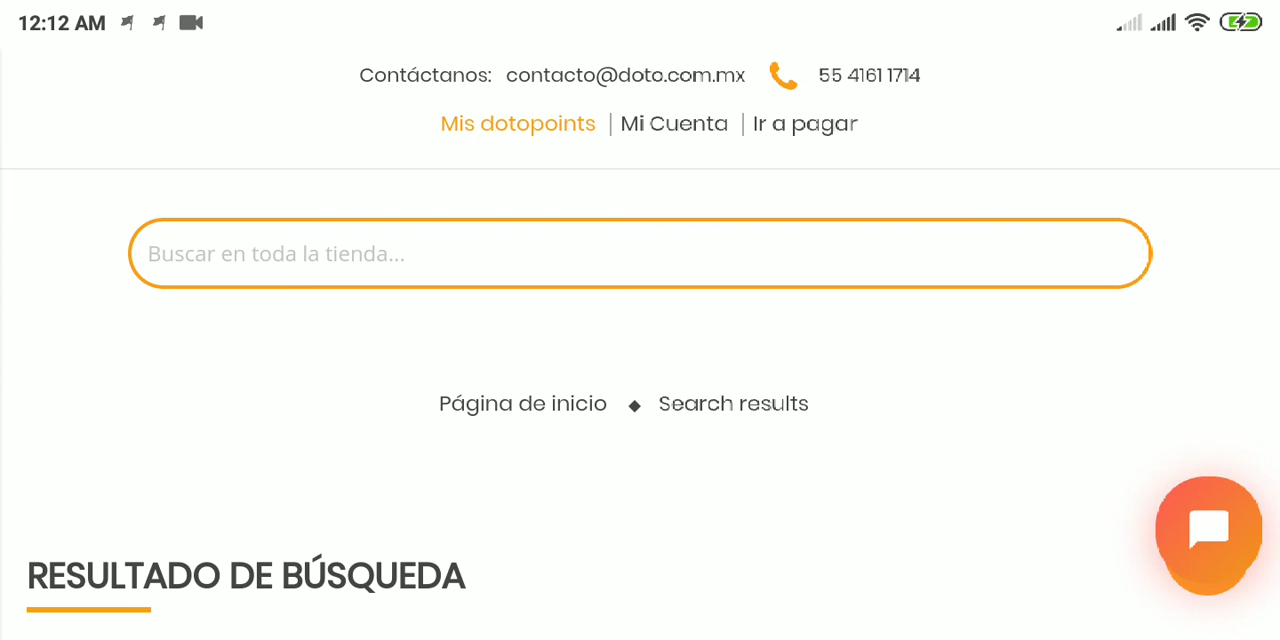 12:12 AM
Contáctanos: contacto@doto.com.mx 55 4161 1714
Mis dotopoints | Mi Cuenta | Ir a pagar
Buscar en toda la tienda...
Página de inicio ◆ Search results
RESULTADO DE BÚSQUEDA